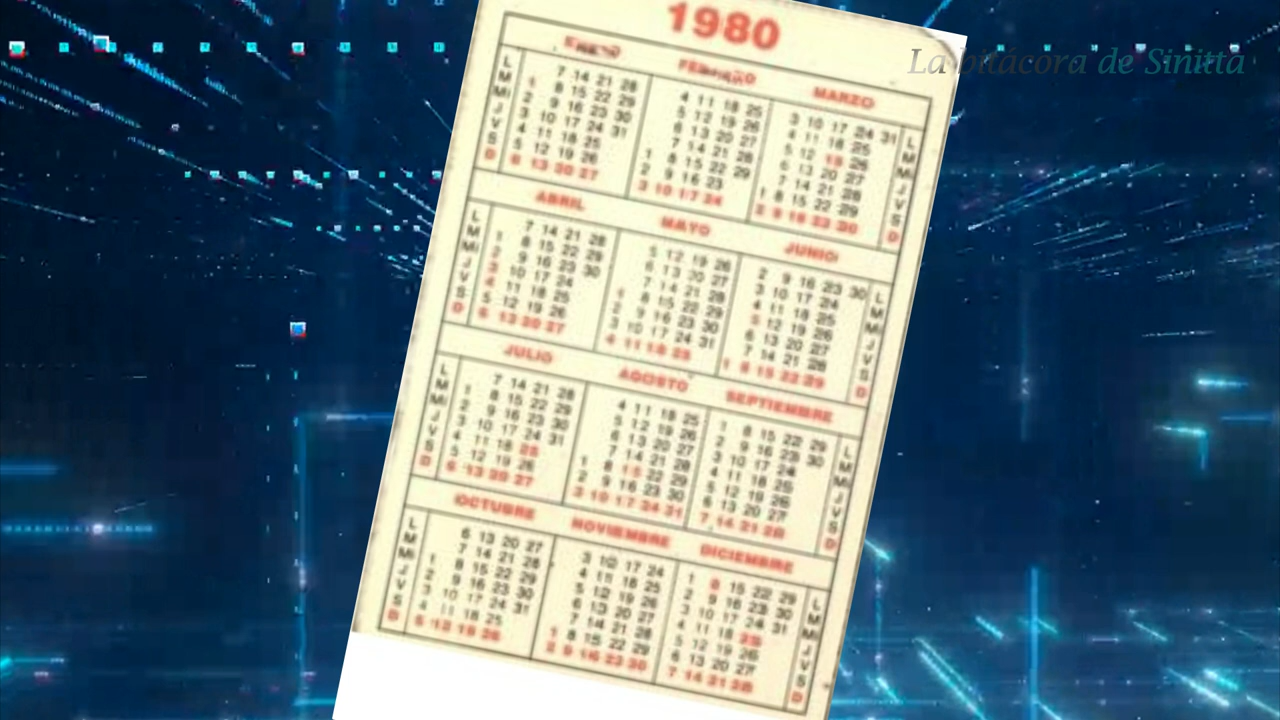 1980
La bitácora de Sinitta
ENERO FEBRERO MARZO
L 7 14 21 28 4 11 18 25 3 10 17 24 31 L
M 1 8 15 22 29 5 12 19 26 4 11 18 25 M
Mi 2 9 16 23 30 6 13 20 27 5 12 19 26 Mi
J 3 10 17 24 31 7 14 21 28 6 13 20 27 J
V 4 11 18 25 1 8 15 22 29 7 14 21 28 V
S 5 12 19 26 2 9 16 23 1 8 15 22 29 S
D 6 13 20 27 3 10 17 24 2 9 16 23 30 D
ABRIL MAYO JUNIO
L 7 14 21 28 5 12 19 26 2 9 16 23 30 L
M 1 8 15 22 29 6 13 20 27 3 10 17 24 M
Mi 2 9 16 23 30 7 14 21 28 4 11 18 25 Mi
J 3 10 17 24 1 8 15 22 29 5 12 19 26 J
V 4 11 18 25 2 9 16 23 30 6 13 20 27 V
S 5 12 19 26 3 10 17 24 31 7 14 21 28 S
D 6 13 20 27 4 11 18 25 1 8 15 22 29 D
JULIO AGOSTO SEPTIEMBRE
L 7 14 21 28 4 11 18 25 1 8 15 22 29 L
M 1 8 15 22 29 5 12 19 26 2 9 16 23 30 M
Mi 2 9 16 23 30 6 13 20 27 3 10 17 24 Mi
J 3 10 17 24 31 7 14 21 28 4 11 18 25 J
V 4 11 18 25 1 8 15 22 29 5 12 19 26 V
S 5 12 19 26 2 9 16 23 30 6 13 20 27 S
D 6 13 20 27 3 10 17 24 31 7 14 21 28 D
OCTUBRE NOVIEMBRE DICIEMBRE
L 6 13 20 27 3 10 17 24 1 8 15 22 29 L
M 7 14 21 28 4 11 18 25 2 9 16 23 30 M
Mi 1 8 15 22 29 5 12 19 26 3 10 17 24 31 Mi
J 2 9 16 23 30 6 13 20 27 4 11 18 25 J
V 3 10 17 24 31 7 14 21 28 5 12 19 26 V
S 4 11 18 25 1 8 15 22 29 6 13 20 27 S
D 5 12 19 26 2 9 16 23 30 7 14 21 28 D